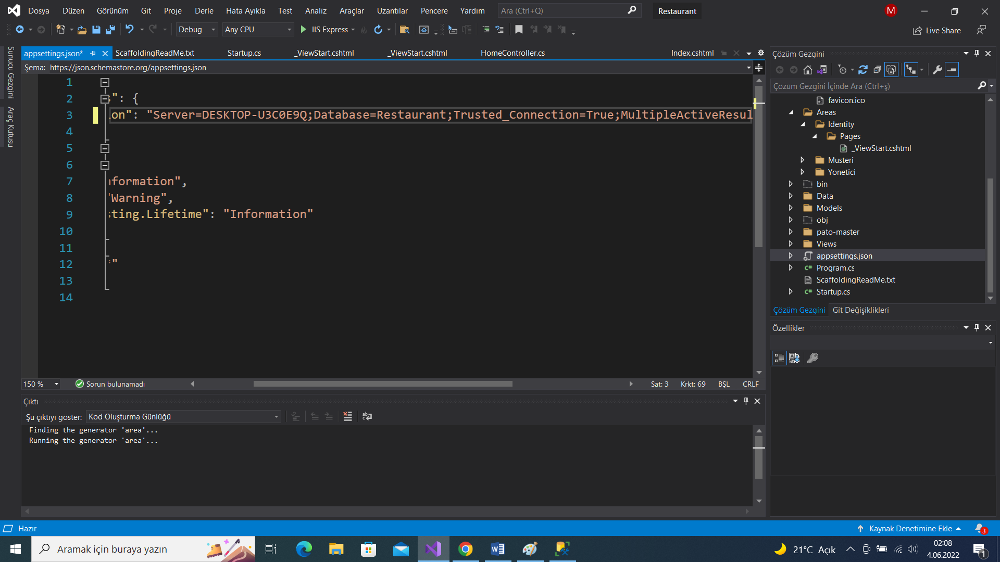 Dosya Düzen Görünüm Git Proje Derle Hata Ayıkla Test Analiz Araçlar Uzantılar Pencere Yardım Ara (Ctrl+Q) Restaurant M
Debug Any CPU IIS Express Live Share
Sunucu Gezgini
Araç Kutusu
appsettings.json* ScaffoldingReadMe.txt Startup.cs _ViewStart.cshtml _ViewStart.cshtml HomeController.cs Index.cshtml
Şema: https://json.schemastore.org/appsettings.json
1
2 s": {
3 ion": "Server=DESKTOP-U3C0E9Q;Database=Restaurant;Trusted_Connection=True;MultipleActiveResul
4
5
6
7 nformation",
8 "Warning",
9 sting.Lifetime": "Information"
10
11
12 *"
13
14
150 % Sorun bulunamadı Sat: 3 Krkt: 69 BŞL CRLF
Çıktı
Şu çıktıyı göster: Kod Oluşturma Günlüğü
Finding the generator 'area'...
Running the generator 'area'...
Çözüm Gezgini
Çözüm Gezgini İçinde Ara (Ctrl+ş)
favicon.ico
Areas
Identity
Pages
_ViewStart.cshtml
Musteri
Yonetici
bin
Data
Models
obj
pato-master
Views
appsettings.json
Program.cs
ScaffoldingReadMe.txt
Startup.cs
Çözüm Gezgini Git Değişiklikleri
Özellikler
Hazır Kaynak Denetimine Ekle 3
Aramak için buraya yazın 21°C Açık 02:08
4.06.2022 1